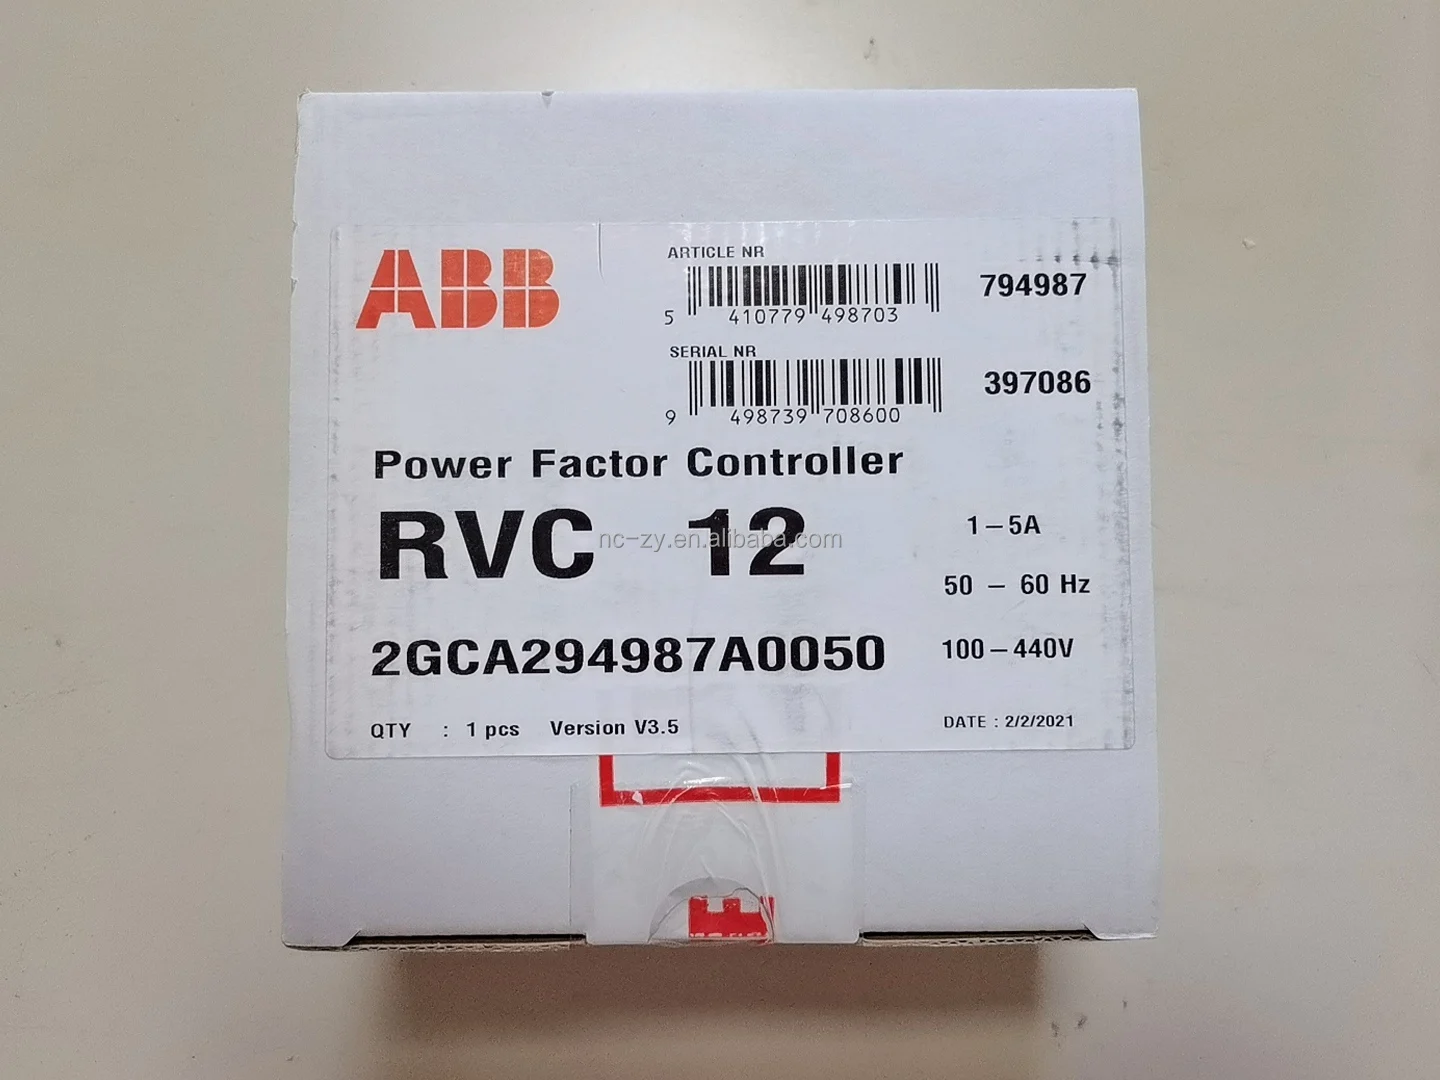 ABB
ARTICLE NR
5 410779 498703
794987
SERIAL NR
9 498739 708600
397086
Power Factor Controller
RVC 12
1-5A
nc-zy.en.alibaba.com
50 - 60 Hz
2GCA294987A0050
100-440V
QTY : 1 pcs Version V3.5
DATE : 2/2/2021